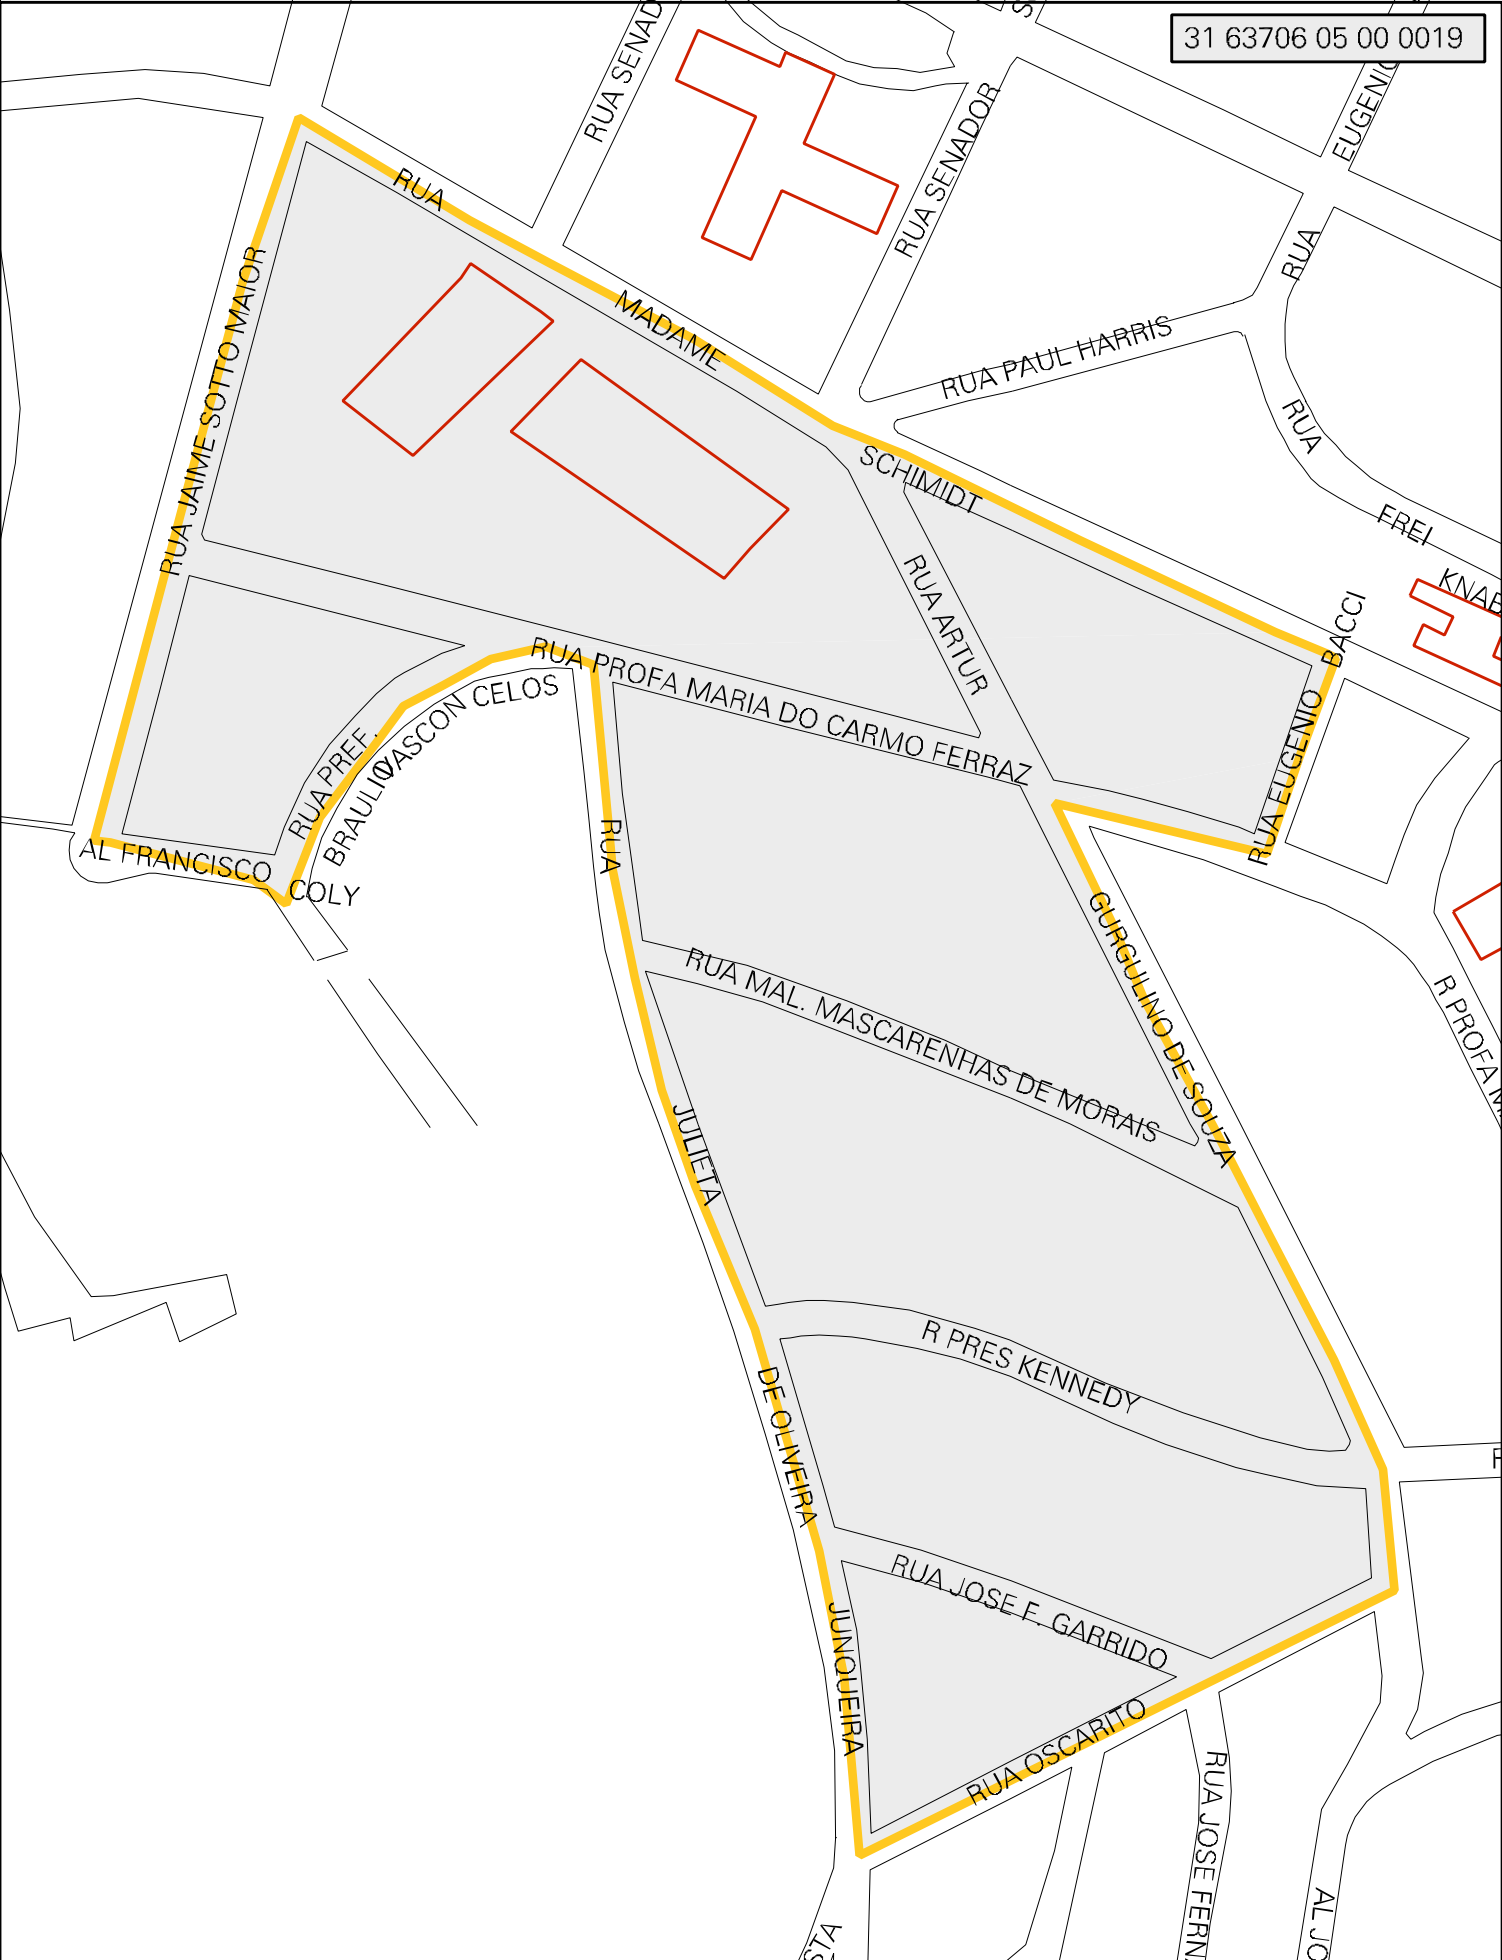 31 63706 05 00 0019
RUA SENAD
RUA SENADOR
EUGENIO
RUA
RUA
MADAME
SCHIMIDT
RUA JAIME SOTTO MAIOR
RUA PAUL HARRIS
RUA
FREI
KNAB
BACCI
RUA EUGENIO
RUA ARTUR
GURGULINO DE SOUZA
RUA PROFA MARIA DO CARMO FERRAZ
RUA PREF.
BRAULIO
VASCON CELOS
AL FRANCISCO COLY
RUA
JULIETA
DE OLIVEIRA
JUNQUEIRA
RUA MAL. MASCARENHAS DE MORAIS
R PROFA M
R PRES KENNEDY
RUA JOSE F. GARRIDO
RUA OSCARITO
RUA JOSE FERN
AL JO
STA